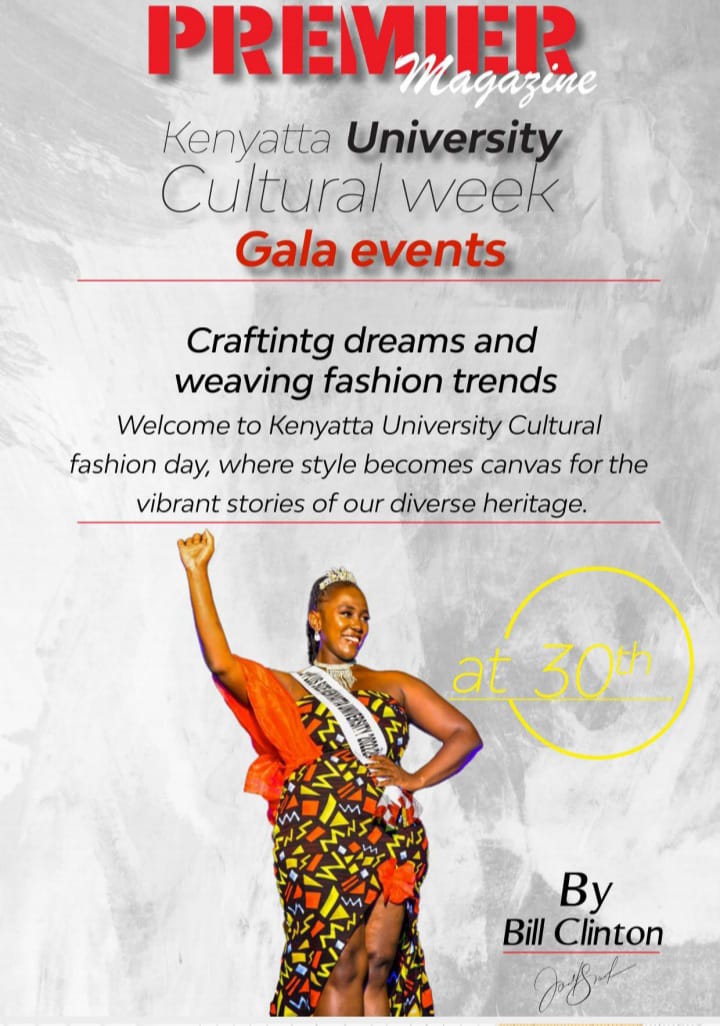 PREMIER
Magazine
Kenyatta University
Cultural week
Gala events
Craftintg dreams and
weaving fashion trends
Welcome to Kenyatta University Cultural
fashion day, where style becomes canvas for the
vibrant stories of our diverse heritage.
at 30th
UNIVERSITY
By
Bill Clinton